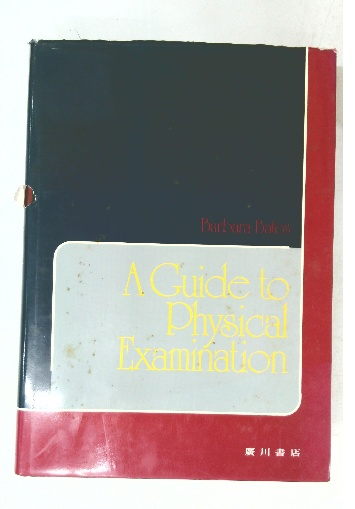 Barbara Bates
A Guide to
Physical
Examination
廣川書店